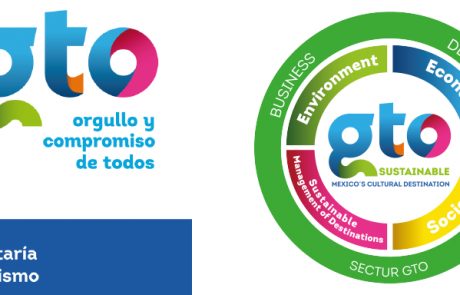 gto
orgullo y
compromiso
de todos
taría
ismo
BUSINESS
Environment
Econ
gto
SUSTAINABLE
MEXICO'S CULTURAL DESTINATION
Sustainable
Management of Destinations
Soci
SECTUR GTO